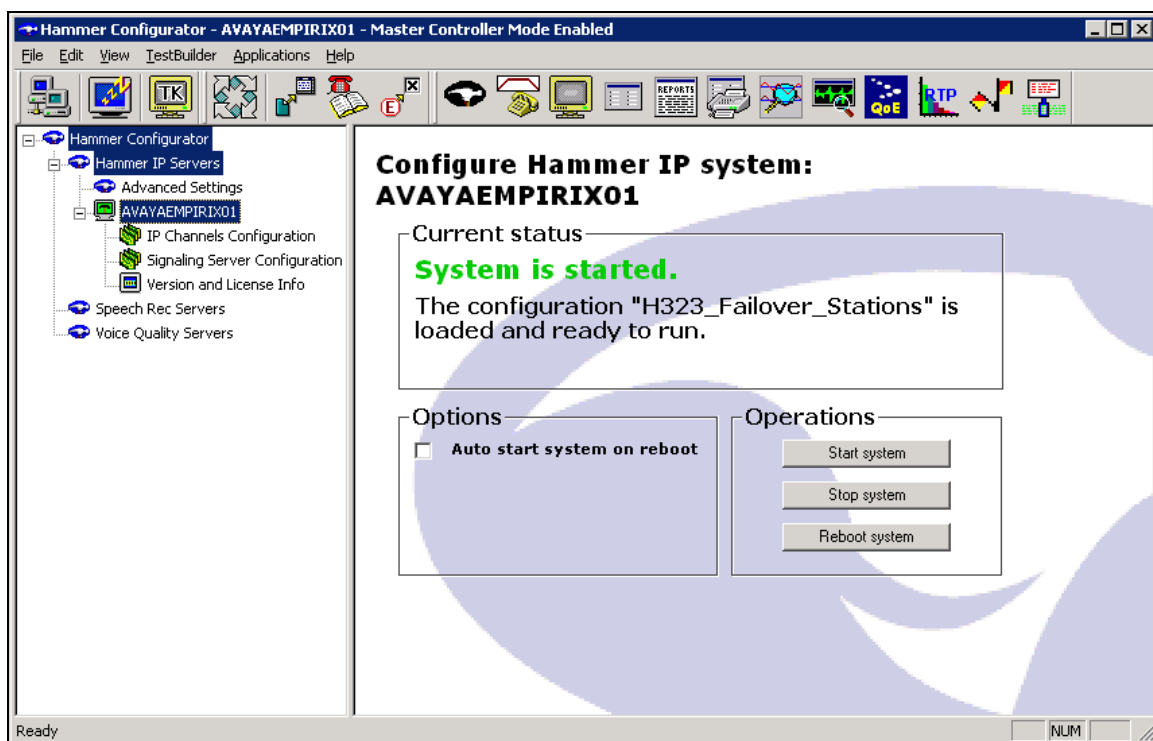 Hammer Configurator - AVAYAEMPIRIX01 - Master Controller Mode Enabled
File Edit View TestBuilder Applications Help
TK
E
REPORTS
QoE
RTP
Hammer Configurator
Hammer IP Servers
Advanced Settings
AVAYAEMPIRIX01
IP Channels Configuration
Signaling Server Configuration
Version and License Info
Speech Rec Servers
Voice Quality Servers
Configure Hammer IP system:
AVAYAEMPIRIX01
Current status
System is started.
The configuration "H323_Failover_Stations" is
loaded and ready to run.
Options
Auto start system on reboot
Operations
Start system
Stop system
Reboot system
Ready
NUM